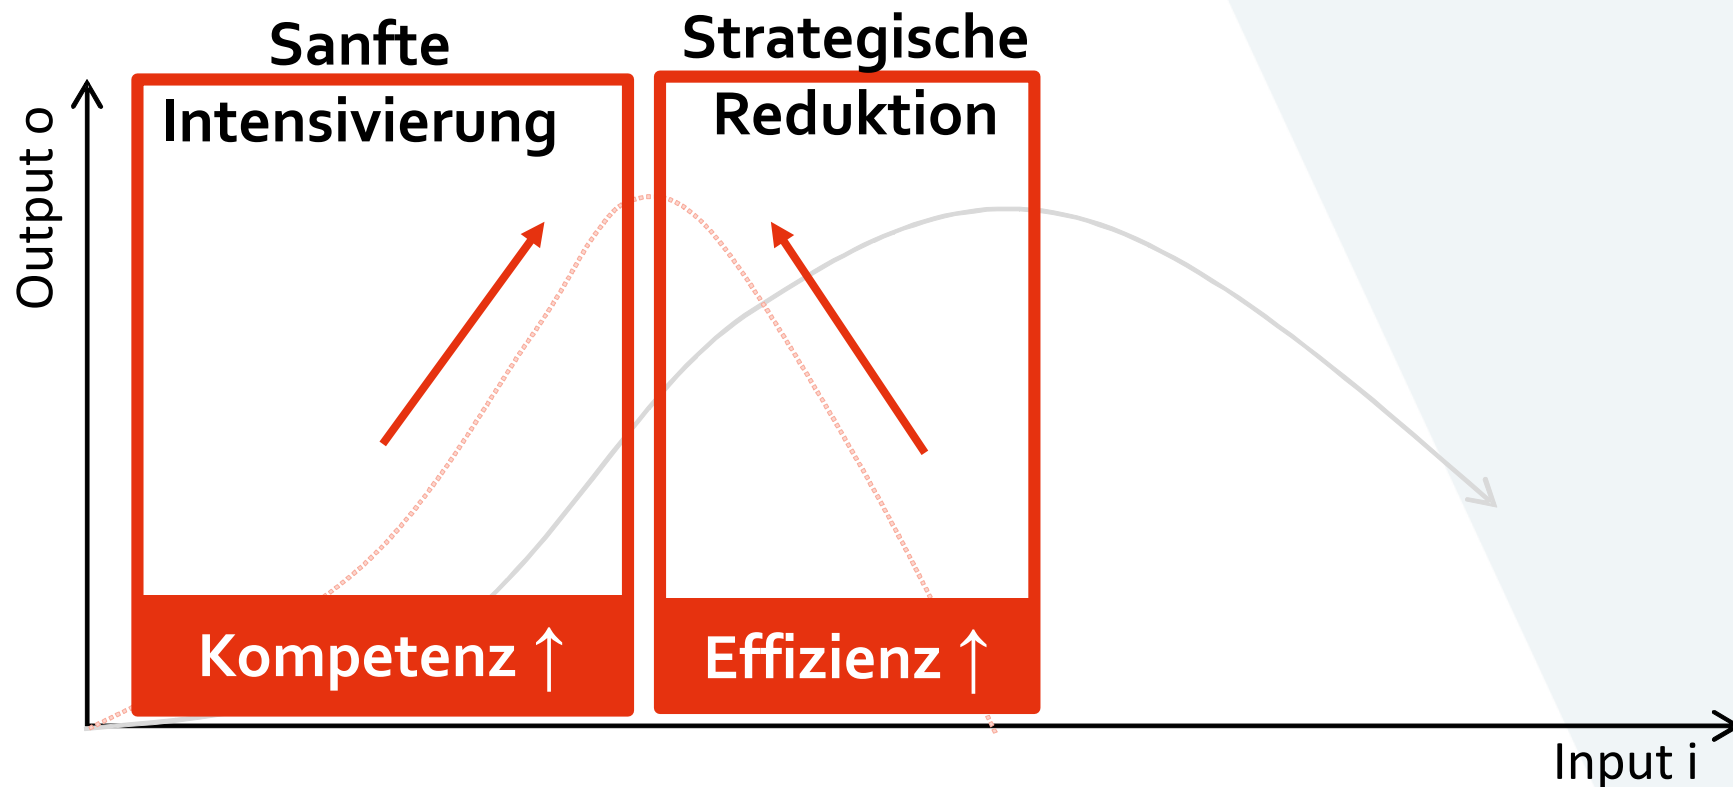 Sanfte
Intensivierung
Strategische
Reduktion
Output o
Kompetenz ↑
Effizienz ↑
Input i